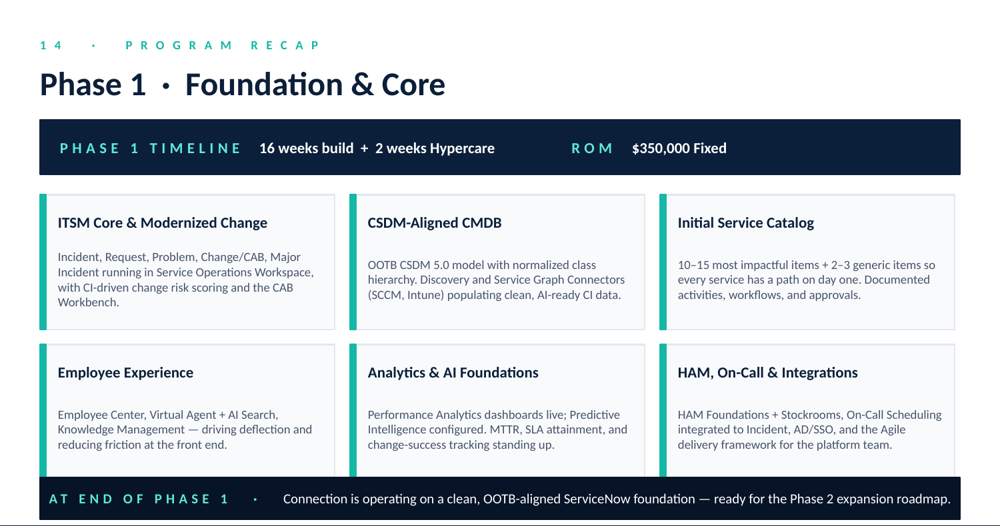 14 · PROGRAM RECAP
Phase 1 · Foundation & Core
PHASE 1 TIMELINE 16 weeks build + 2 weeks Hypercare ROM $350,000 Fixed
ITSM Core & Modernized Change
Incident, Request, Problem, Change/CAB, Major
Incident running in Service Operations Workspace,
with CI-driven change risk scoring and the CAB
Workbench.
CSDM-Aligned CMDB
OOTB CSDM 5.0 model with normalized class
hierarchy. Discovery and Service Graph Connectors
(SCCM, Intune) populating clean, AI-ready CI data.
Initial Service Catalog
10–15 most impactful items + 2–3 generic items so
every service has a path on day one. Documented
activities, workflows, and approvals.
Employee Experience
Employee Center, Virtual Agent + AI Search,
Knowledge Management — driving deflection and
reducing friction at the front end.
Analytics & AI Foundations
Performance Analytics dashboards live; Predictive
Intelligence configured. MTTR, SLA attainment, and
change-success tracking standing up.
HAM, On-Call & Integrations
HAM Foundations + Stockrooms, On-Call Scheduling
integrated to Incident, AD/SSO, and the Agile
delivery framework for the platform team.
AT END OF PHASE 1 · Connection is operating on a clean, OOTB-aligned ServiceNow foundation — ready for the Phase 2 expansion roadmap.